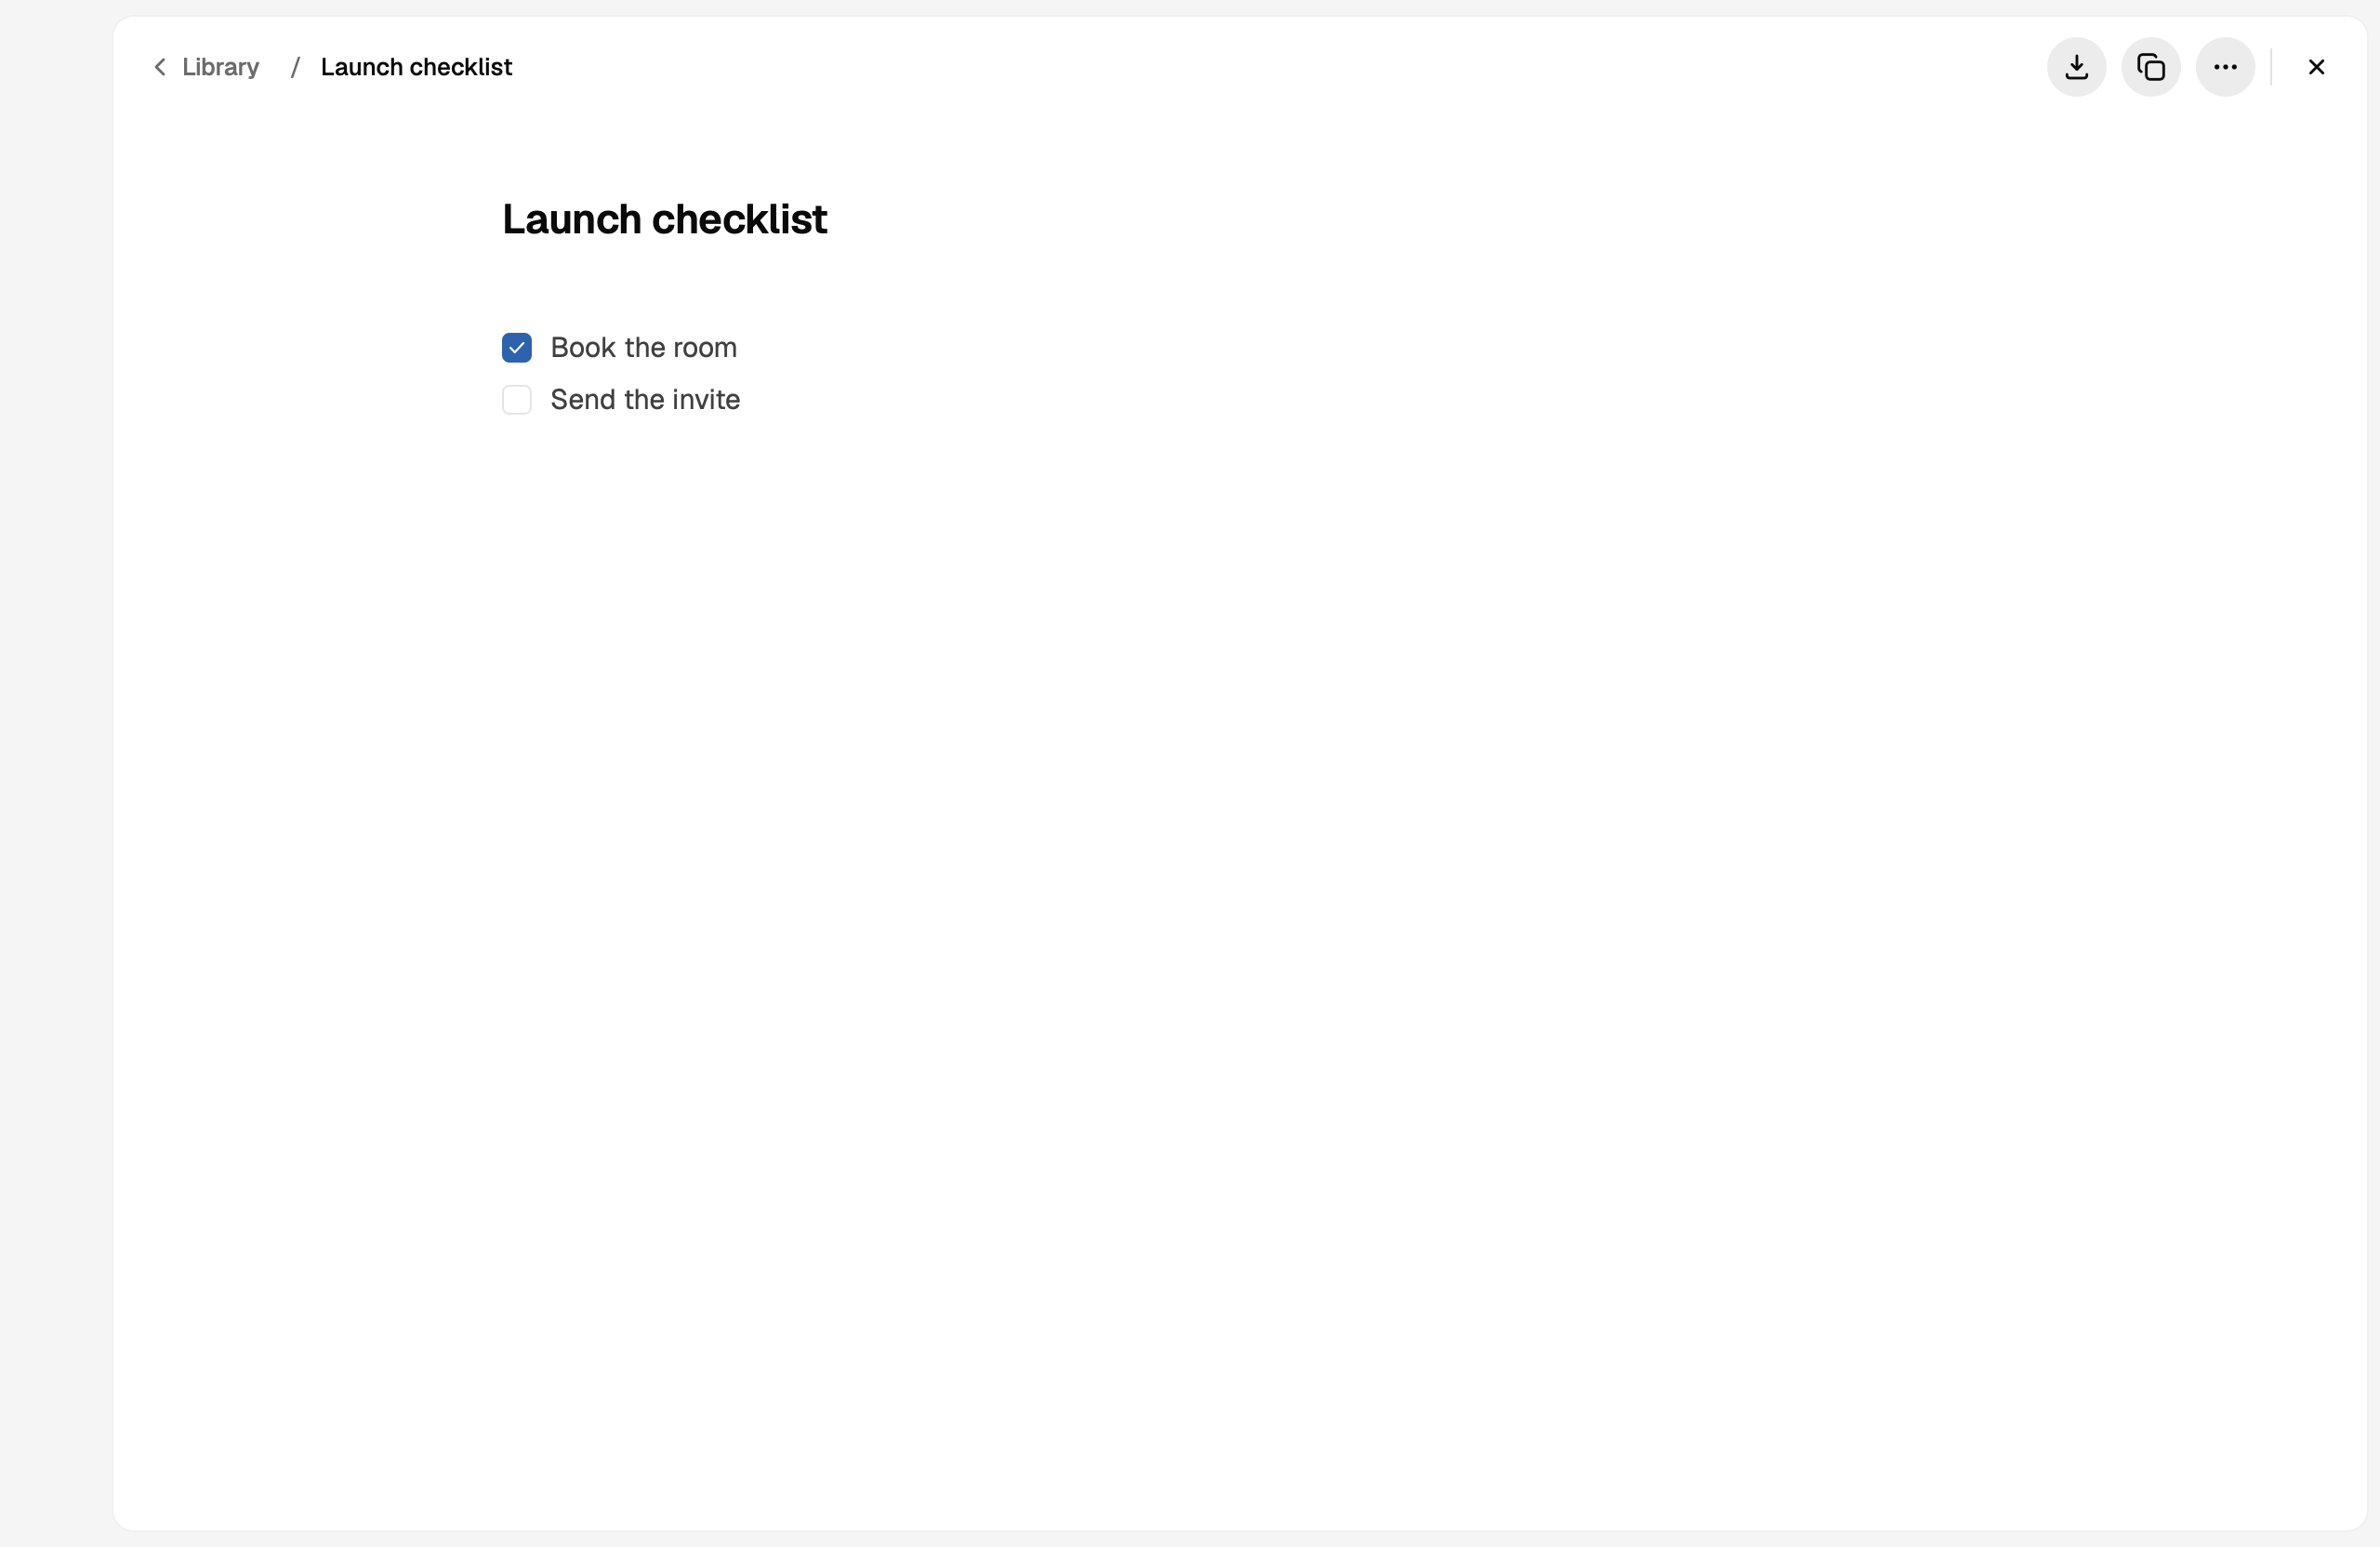 Library / Launch checklist
Launch checklist
Book the room
Send the invite